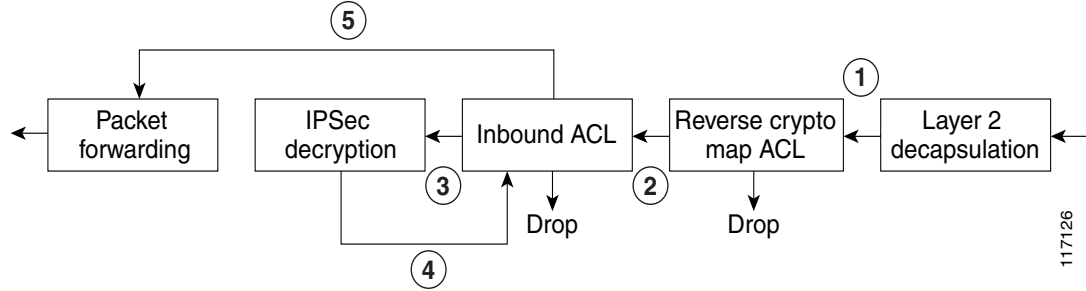 5
1
Packet
forwarding
IPSec
decryption
Inbound ACL
Reverse crypto
map ACL
Layer 2
decapsulation
3
2
Drop
Drop
4
117126